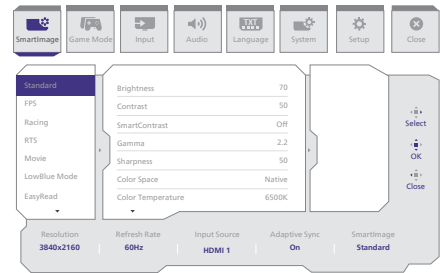 SmartImage
Game Mode
Input
Audio
TXT
Language
System
Setup
Close
Standard
FPS
Racing
RTS
Movie
LowBlue Mode
EasyRead
Brightness 70
Contrast 50
SmartContrast Off
Gamma 2.2
Sharpness 50
Color Space Native
Color Temperature 6500K
Select
OK
Close
Resolution Refresh Rate Input Source Adaptive Sync SmartImage
3840x2160 60Hz HDMI 1 On Standard